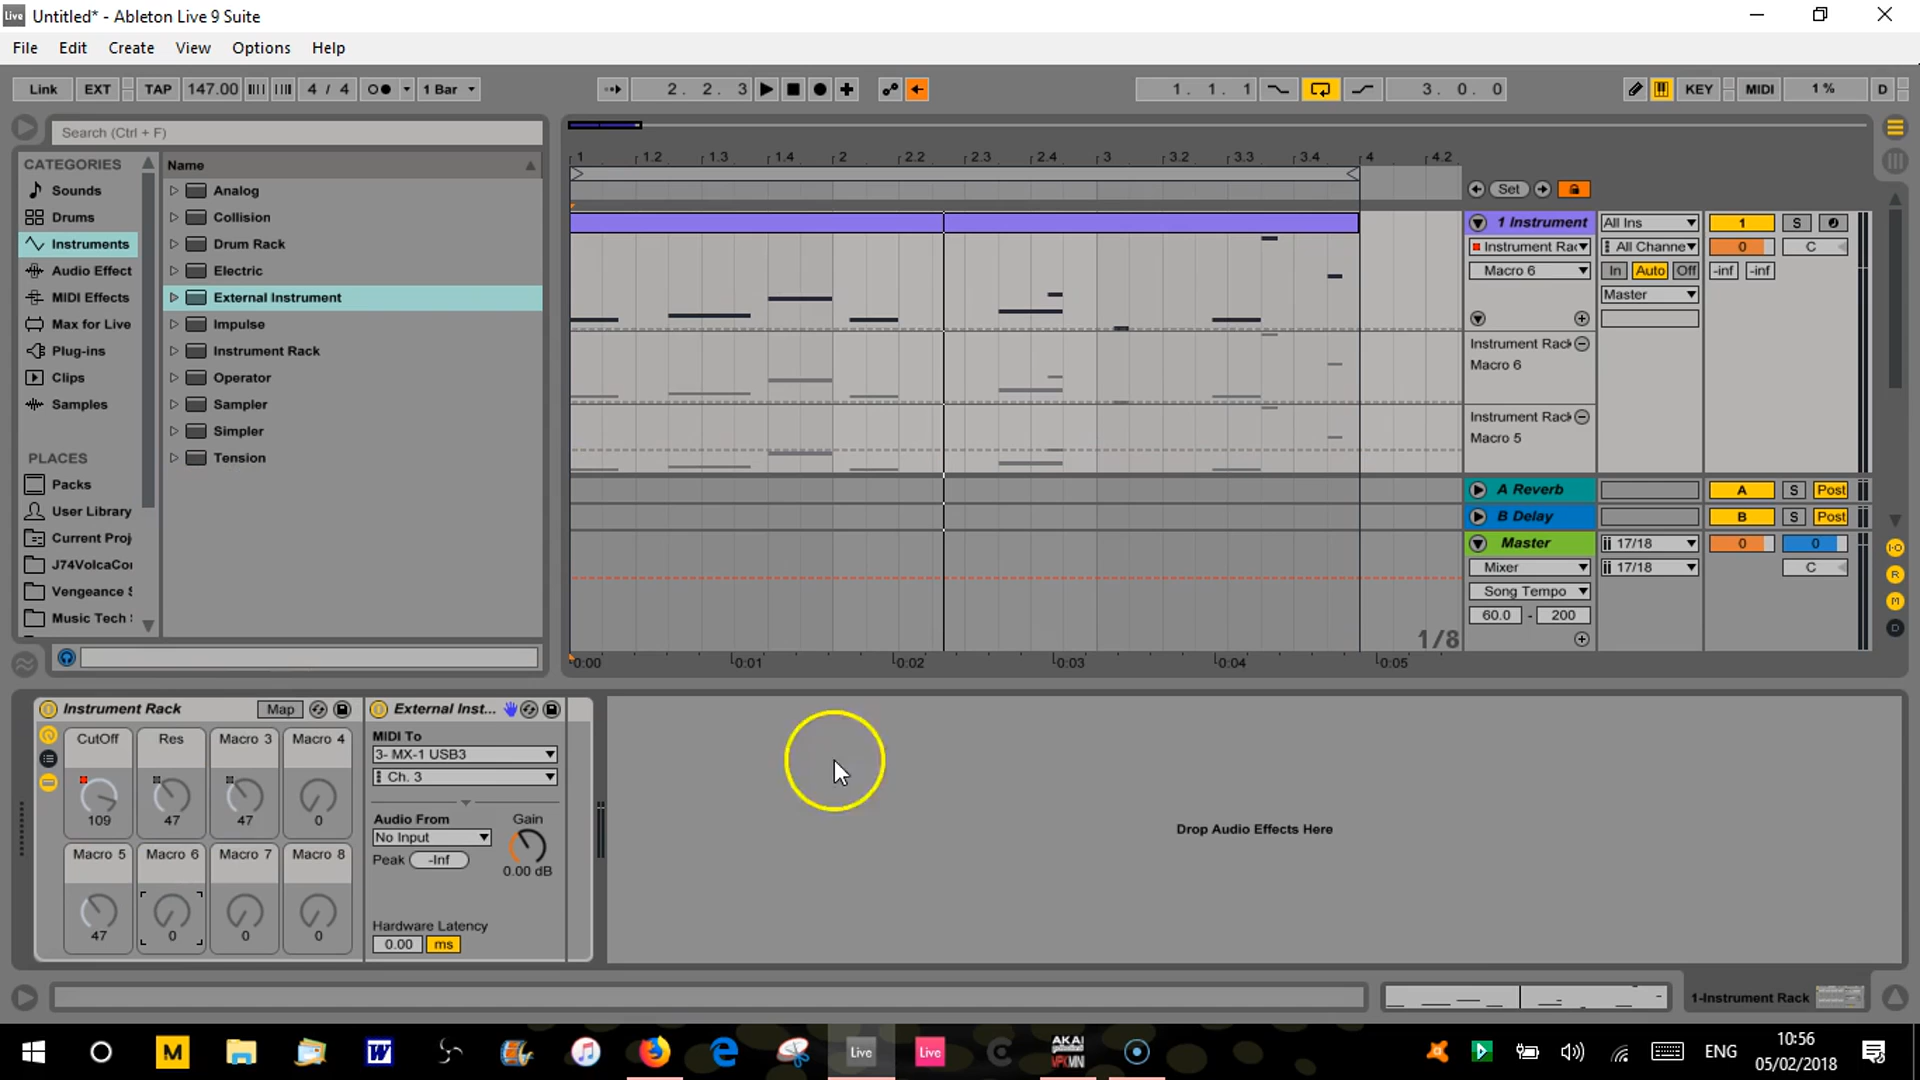 Live Untitled* - Ableton Live 9 Suite
File Edit Create View Options Help
Link EXT TAP 147.00 4 / 4 1 Bar 2. 2. 3 1. 1. 1 3. 0. 0 KEY MIDI 1 % D
Search (Ctrl + F)
CATEGORIES
Sounds
Drums
Instruments
Audio Effect
MIDI Effects
Max for Live
Plug-ins
Clips
Samples
PLACES
Packs
User Library
Current Proj
J74VolcaCon
Vengeance S
Music Tech
Name
Analog
Collision
Drum Rack
Electric
External Instrument
Impulse
Instrument Rack
Operator
Sampler
Simpler
Tension
1 1.2 1.3 1.4 2 2.2 2.3 2.4 3 3.2 3.3 3.4 4 4.2
Set
1 Instrument All Ins 1 S
Instrument Rac All Channe 0 C
Macro 6 In Auto Off -inf -inf
Master
Instrument Rack
Macro 6
Instrument Rack
Macro 5
A Reverb A S Post
B Delay B S Post
Master 17/18 0 0
Mixer 17/18 C
Song Tempo
60.0 - 200
1/8
0:00 0:01 0:02 0:03 0:04 0:05
Instrument Rack Map
CutOff Res Macro 3 Macro 4
109 47 47 0
Macro 5 Macro 6 Macro 7 Macro 8
47 0 0 0
External Inst...
MIDI To
3- MX-1 USB3
Ch. 3
Audio From Gain
No Input
Peak -Inf 0.00 dB
Hardware Latency
0.00 ms
Drop Audio Effects Here
1-Instrument Rack
M W Live Live AKAI ENG
10:56
05/02/2018